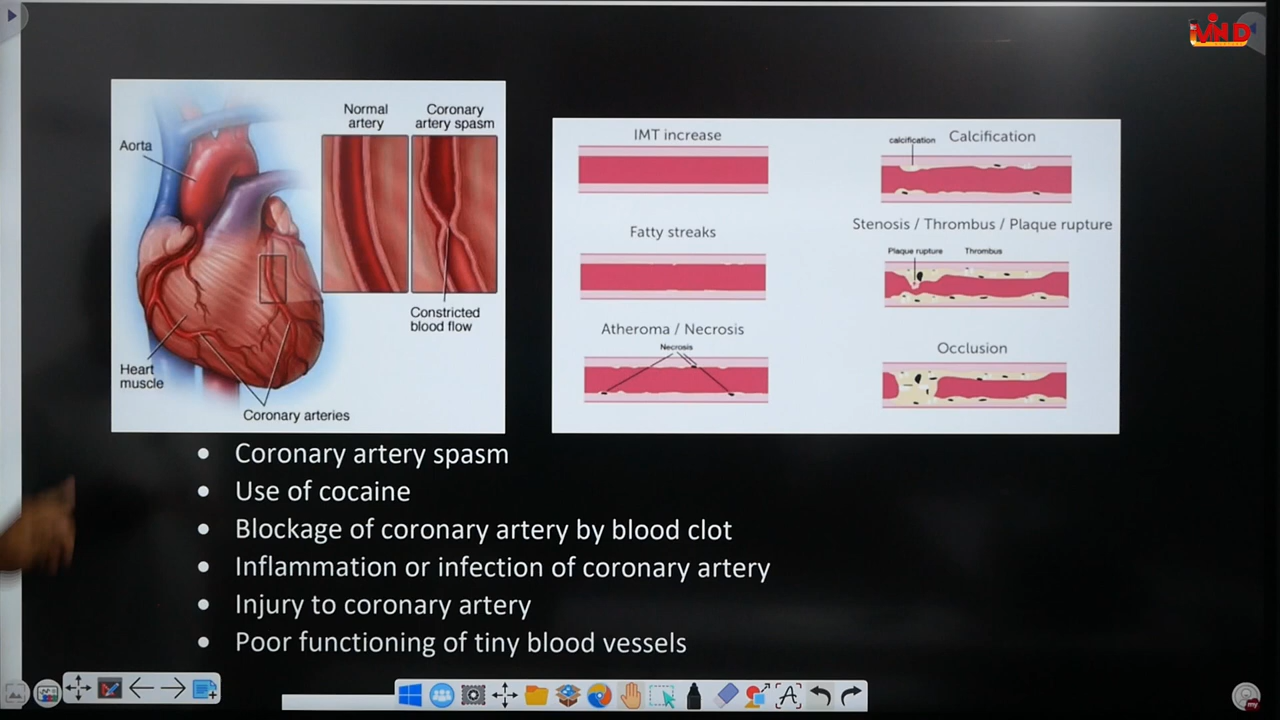 iMIND
Aorta
Normal
artery
Coronary
artery spasm
Constricted
blood flow
Heart
muscle
Coronary arteries
IMT increase
Fatty streaks
Atheroma / Necrosis
Necrosis
calcification
Calcification
Stenosis / Thrombus / Plaque rupture
Plaque rupture
Thrombus
Occlusion
• Coronary artery spasm
• Use of cocaine
• Blockage of coronary artery by blood clot
• Inflammation or infection of coronary artery
• Injury to coronary artery
• Poor functioning of tiny blood vessels
A
my